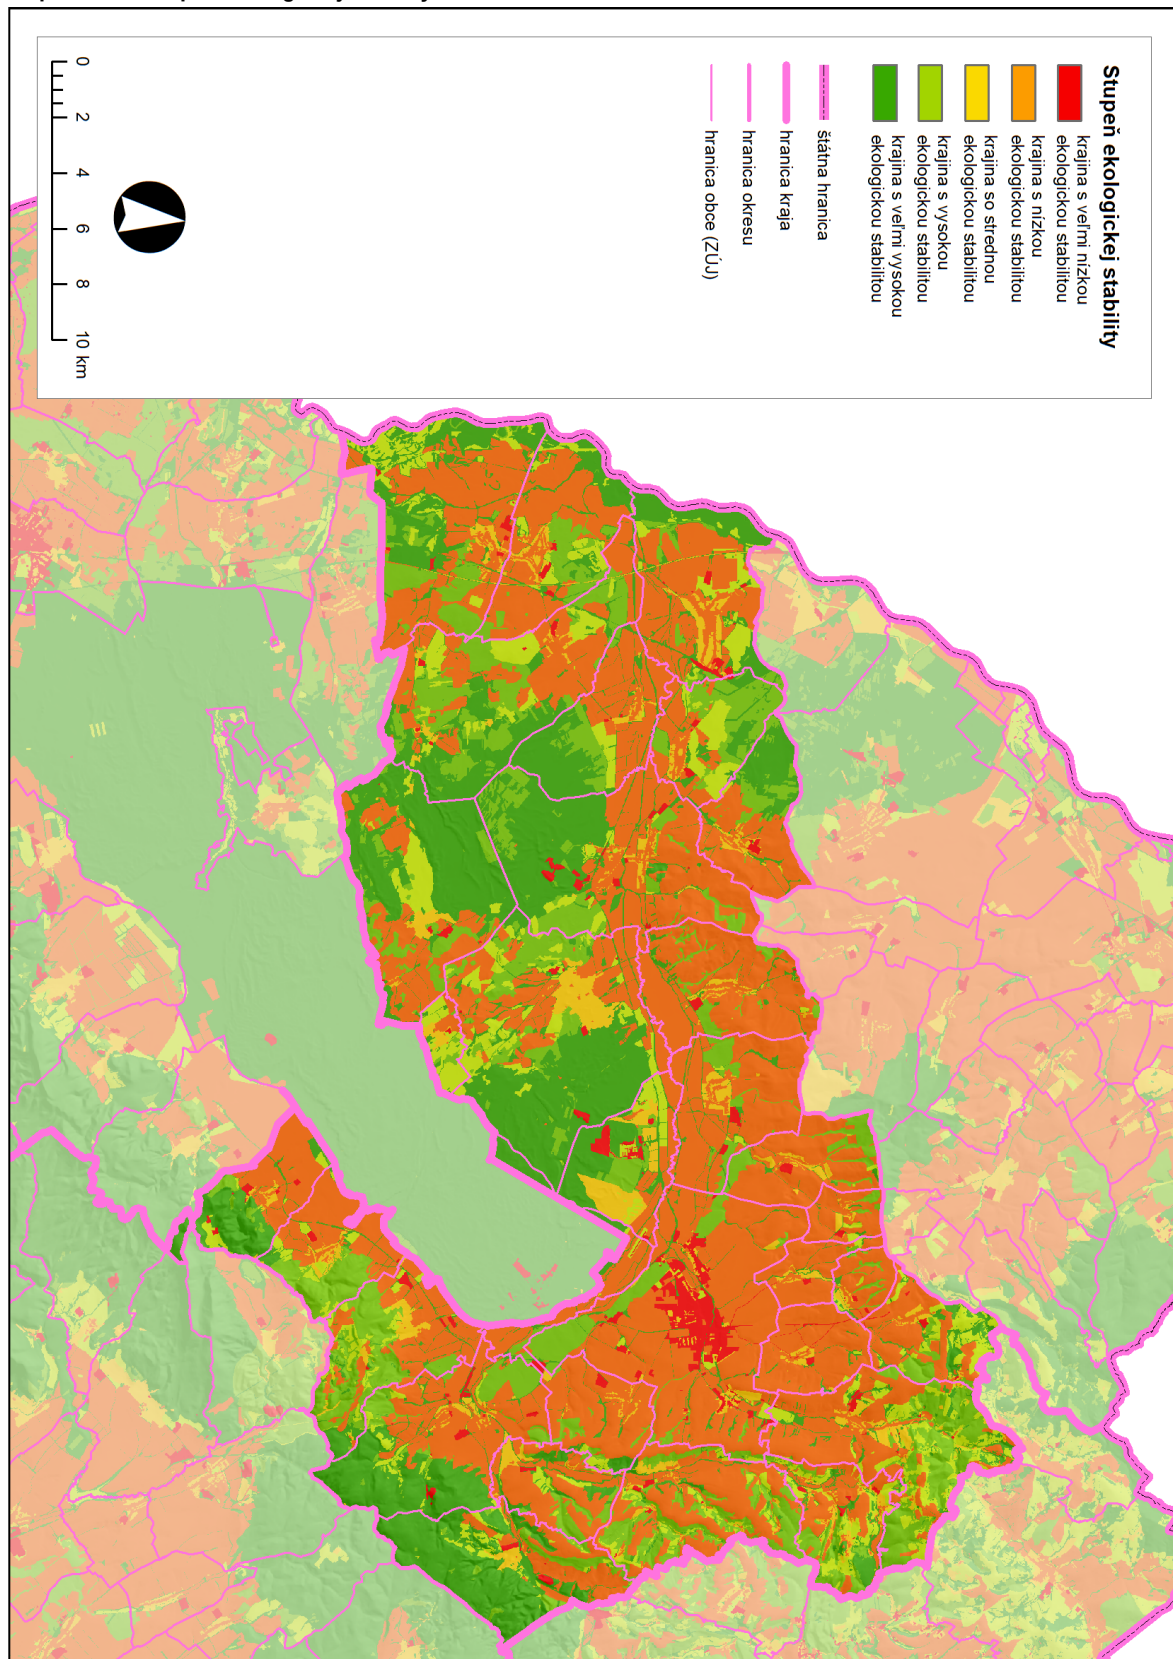 Stupeň ekologickej stability
krajina s veľmi nízkou
ekologickou stabilitou
krajina s nízkou
ekologickou stabilitou
krajina so strednou
ekologickou stabilitou
krajina s vysokou
ekologickou stabilitou
krajina s veľmi vysokou
ekologickou stabilitou
štátna hranica
hranica kraja
hranica okresu
hranica obce (ZÚJ)
0 2 4 6 8 10 km